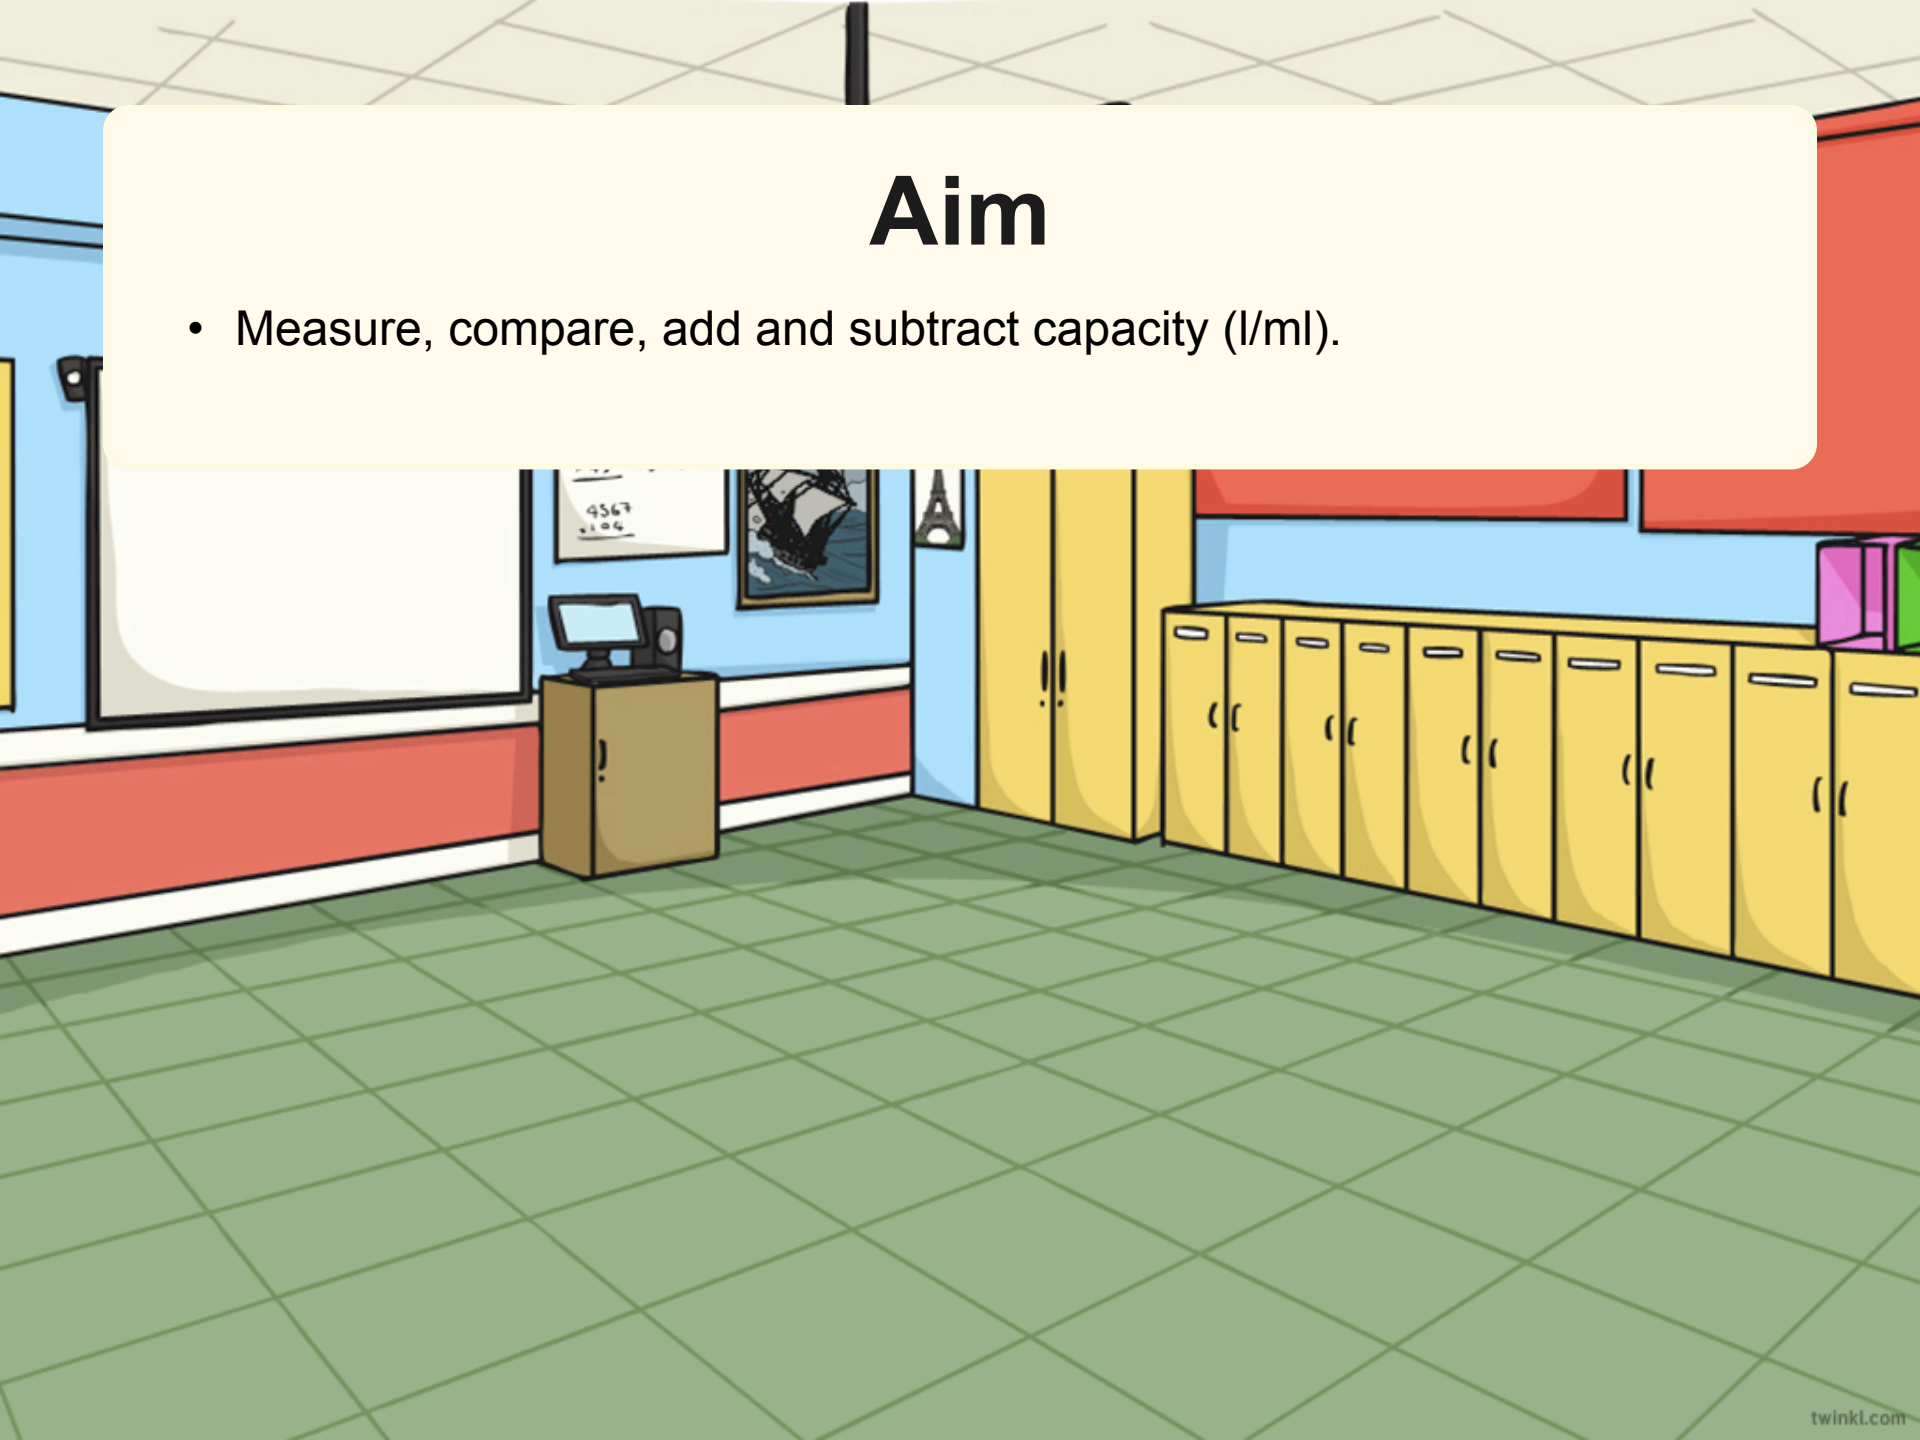 Aim
• Measure, compare, add and subtract capacity (l/ml).
4567
twinkl.com